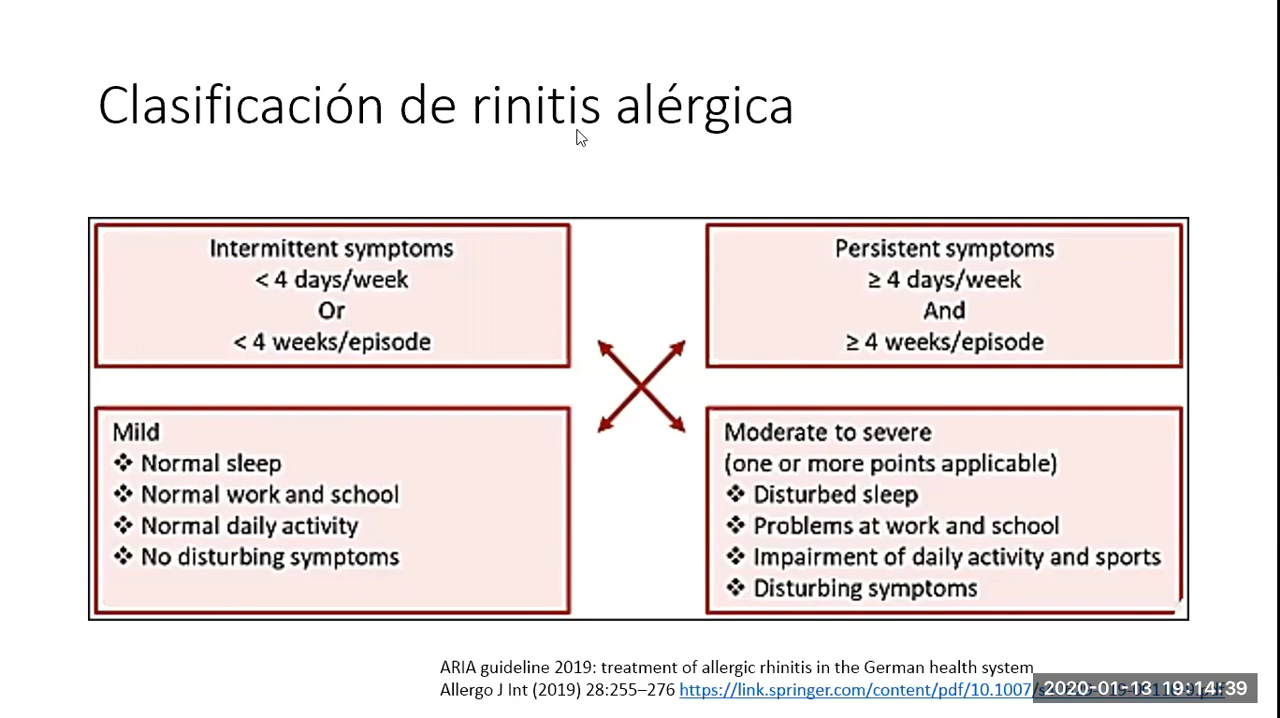 Clasificación de rinitis alérgica
Intermittent symptoms
< 4 days/week
Or
< 4 weeks/episode
Persistent symptoms
≥ 4 days/week
And
≥ 4 weeks/episode
Mild
❖ Normal sleep
❖ Normal work and school
❖ Normal daily activity
❖ No disturbing symptoms
Moderate to severe
(one or more points applicable)
❖ Disturbed sleep
❖ Problems at work and school
❖ Impairment of daily activity and sports
❖ Disturbing symptoms
ARIA guideline 2019: treatment of allergic rhinitis in the German health system
Allergo J Int (2019) 28:255–276 https://link.springer.com/content/pdf/10.1007/
2020-01-13 19:14:39